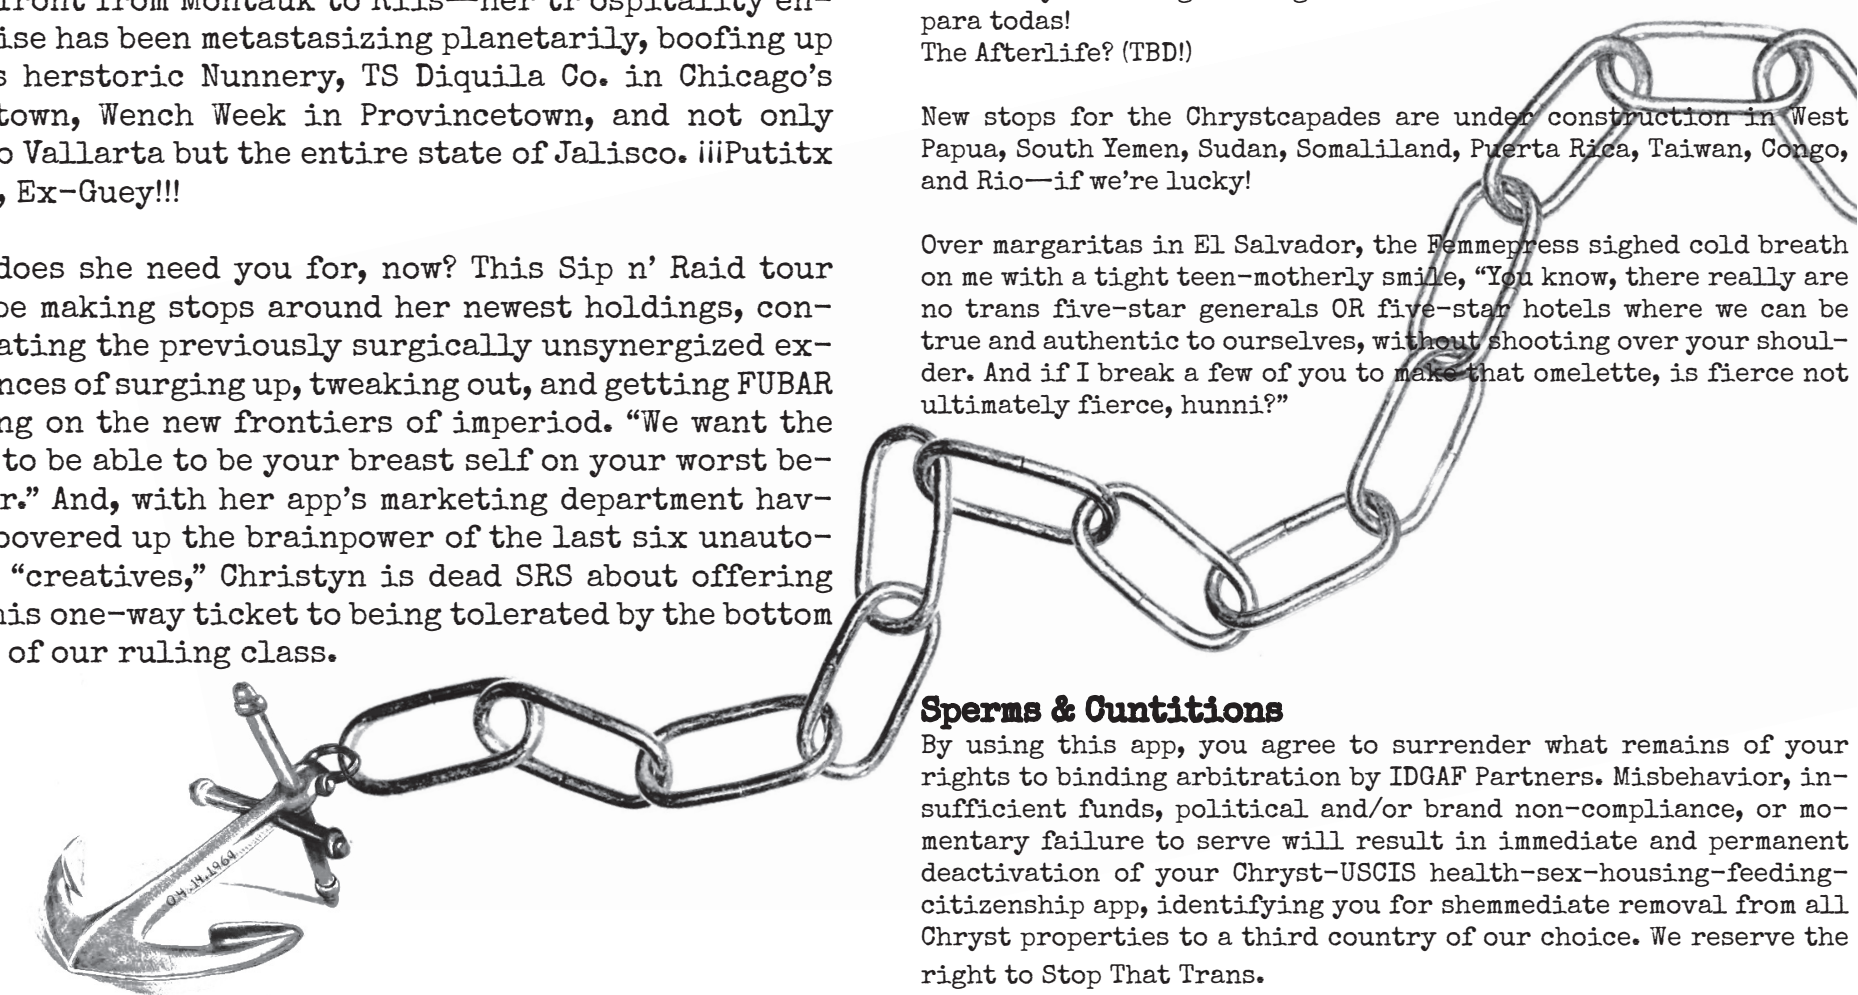 front from Montauk to Riis—her tr ospitality en-
ise has been metastasizing planetarily, boofing up
s herstoric Nunnery, TS Diquila Co. in Chicago's
town, Wench Week in Provincetown, and not only
o Vallarta but the entire state of Jalisco. ¡¡¡Putitx
, Ex-Guey!!!
does she need you for, now? This Sip n' Raid tour
be making stops around her newest holdings, con-
ating the previously surgically unsynergized ex-
nces of surging up, tweaking out, and getting FUBAR
ng on the new frontiers of imperiod. “We want the
to be able to be your breast self on your worst be-
r.” And, with her app's marketing department hav-
povered up the brainpower of the last six unauto-
“creatives,” Christyn is dead SRS about offering
his one-way ticket to being tolerated by the bottom
of our ruling class.
04.14.1969
para todas!
The Afterlife? (TBD!)
New stops for the Chrystcapades are under construction in West
Papua, South Yemen, Sudan, Somaliland, Puerta Rica, Taiwan, Congo,
and Rio—if we're lucky!
Over margaritas in El Salvador, the Femmepress sighed cold breath
on me with a tight teen-motherly smile, “You know, there really are
no trans five-star generals OR five-star hotels where we can be
true and authentic to ourselves, without shooting over your shoul-
der. And if I break a few of you to make that omelette, is fierce not
ultimately fierce, hunni?”
Sperms & Cuntitions
By using this app, you agree to surrender what remains of your
rights to binding arbitration by IDGAF Partners. Misbehavior, in-
sufficient funds, political and/or brand non-compliance, or mo-
mentary failure to serve will result in immediate and permanent
deactivation of your Chryst-USCIS health-sex-housing-feeding-
citizenship app, identifying you for shemmediate removal from all
Chryst properties to a third country of our choice. We reserve the
right to Stop That Trans.